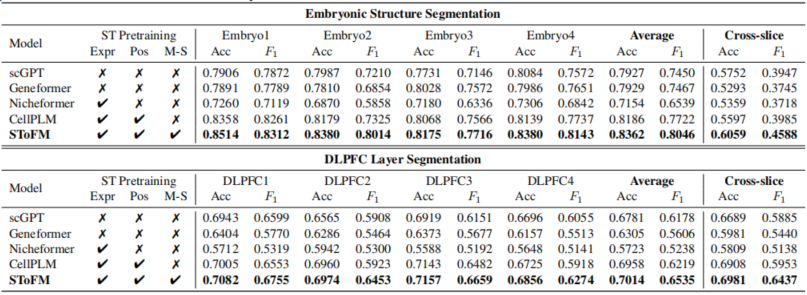 Embryonic Structure Segmentation
Model ST Pretraining Embryo1 Embryo2 Embryo3 Embryo4 Average Cross-slice
Expr Pos M-S Acc F1 Acc F1 Acc F1 Acc F1 Acc F1 Acc F1
scGPT ✗ ✗ ✗ 0.7906 0.7872 0.7987 0.7210 0.7731 0.7146 0.8084 0.7572 0.7927 0.7450 0.5752 0.3947
Geneformer ✗ ✗ ✗ 0.7891 0.7789 0.7810 0.6854 0.8028 0.7572 0.7986 0.7651 0.7929 0.7467 0.5293 0.3745
Nicheformer ✔ ✗ ✗ 0.7260 0.7119 0.6870 0.5858 0.7180 0.6336 0.7306 0.6842 0.7154 0.6539 0.5359 0.3718
CellPLM ✔ ✔ ✗ 0.8358 0.8261 0.8179 0.7325 0.8068 0.7566 0.8139 0.7737 0.8186 0.7722 0.5597 0.3985
SToFM ✔ ✔ ✔ 0.8514 0.8312 0.8380 0.8014 0.8175 0.7716 0.8380 0.8143 0.8362 0.8046 0.6059 0.4588
DLPFC Layer Segmentation
Model ST Pretraining DLPFC1 DLPFC2 DLPFC3 DLPFC4 Average Cross-slice
Expr Pos M-S Acc F1 Acc F1 Acc F1 Acc F1 Acc F1 Acc F1
scGPT ✗ ✗ ✗ 0.6943 0.6599 0.6565 0.5908 0.6919 0.6151 0.6696 0.6055 0.6781 0.6178 0.6689 0.5885
Geneformer ✗ ✗ ✗ 0.6404 0.5770 0.6286 0.5464 0.6373 0.5677 0.6157 0.5513 0.6305 0.5606 0.5981 0.5440
Nicheformer ✔ ✗ ✗ 0.5712 0.5319 0.5942 0.5300 0.5588 0.5192 0.5648 0.5141 0.5723 0.5238 0.5809 0.5138
CellPLM ✔ ✔ ✗ 0.7005 0.6553 0.6960 0.5923 0.7143 0.6482 0.6725 0.5918 0.6958 0.6219 0.6908 0.5953
SToFM ✔ ✔ ✔ 0.7082 0.6755 0.6974 0.6453 0.7157 0.6659 0.6856 0.6274 0.7014 0.6535 0.6981 0.6437